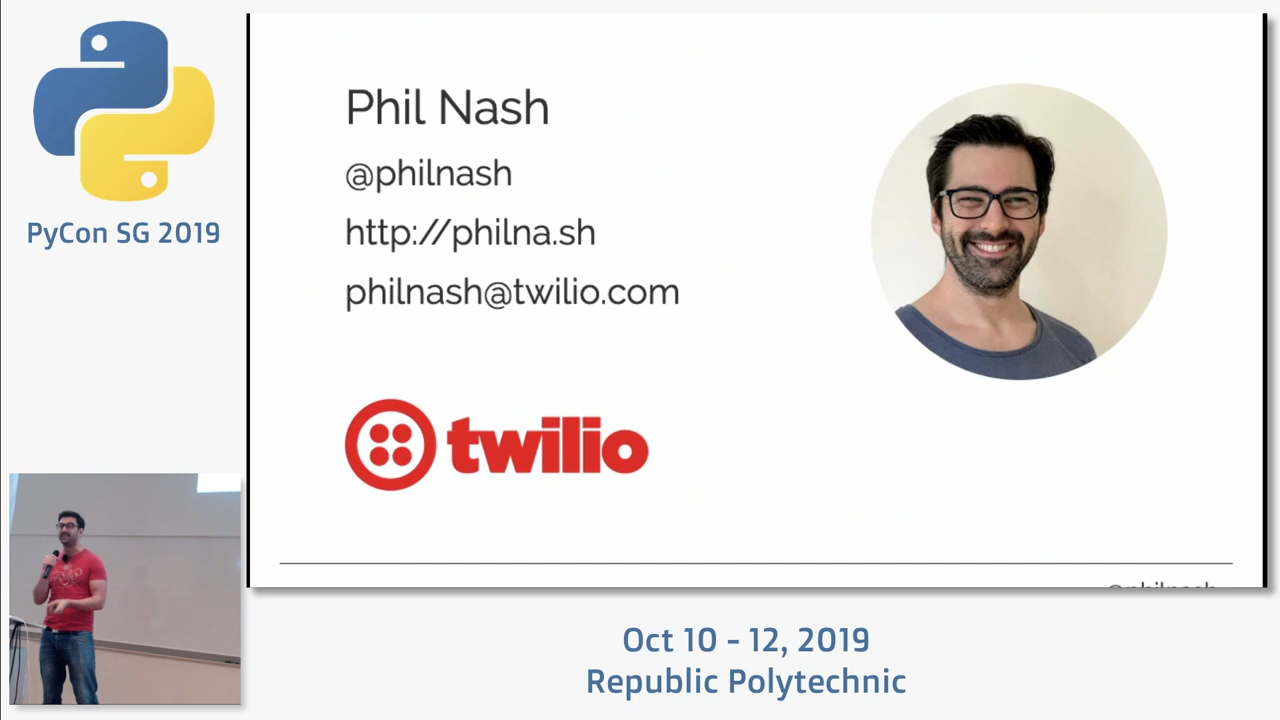 PyCon SG 2019
Phil Nash
@philnash
http://philna.sh
philnash@twilio.com
twilio
@philnash
Oct 10 - 12, 2019
Republic Polytechnic